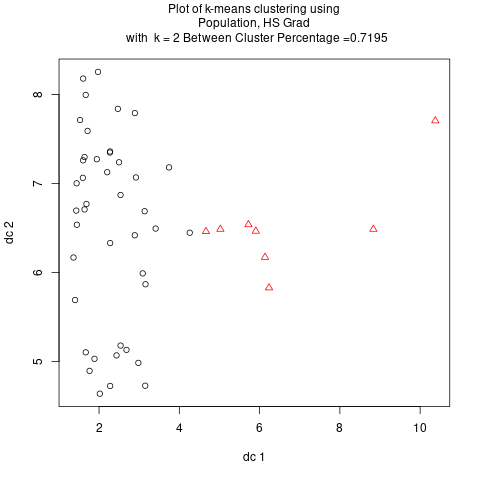 Plot of k-means clustering using
Population, HS Grad
with k = 2 Between Cluster Percentage =0.7195
8
7
6
5
dc 2
2 4 6 8 10
dc 1